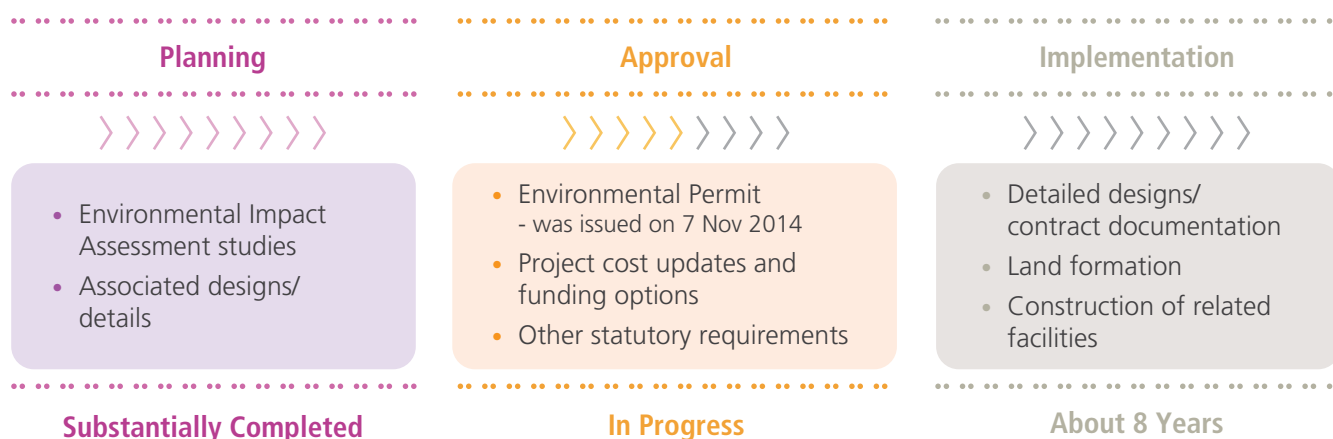 Planning
• Environmental Impact
Assessment studies
• Associated designs/
details
Substantially Completed
Approval
• Environmental Permit
- was issued on 7 Nov 2014
• Project cost updates and
funding options
• Other statutory requirements
In Progress
Implementation
• Detailed designs/
contract documentation
• Land formation
• Construction of related
facilities
About 8 Years